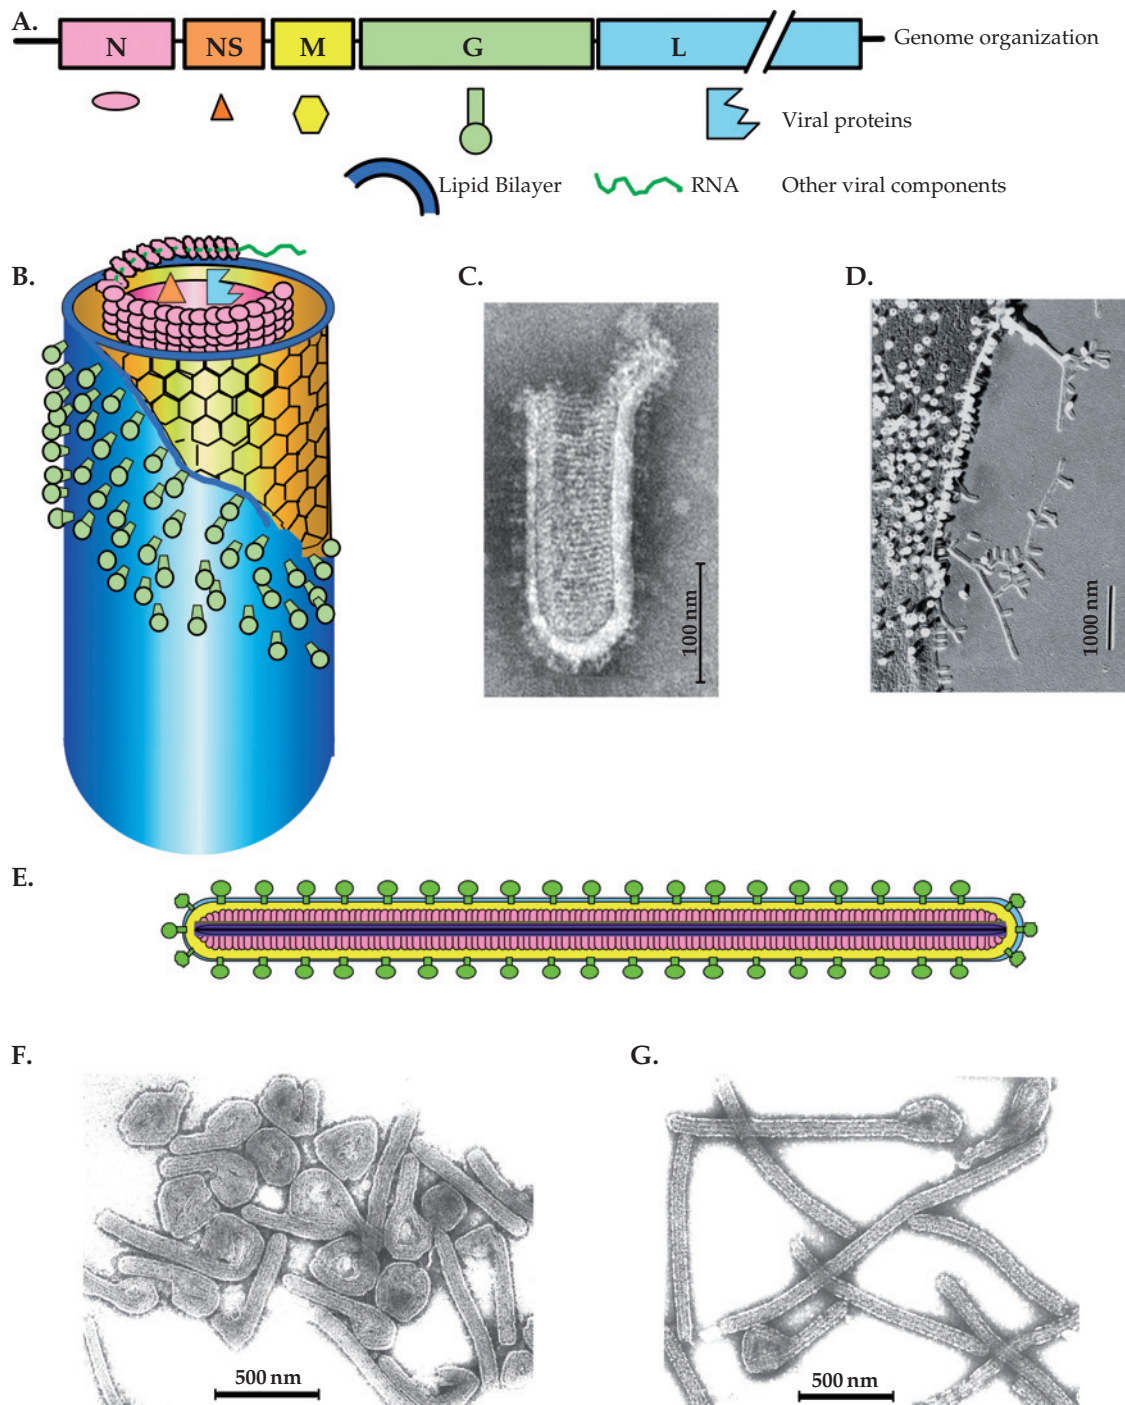 A.
N NS M G L Genome organization
Viral proteins
Lipid Bilayer RNA Other viral components
B. C. D.
100 nm
1000 nm
E.
F. G.
500 nm 500 nm